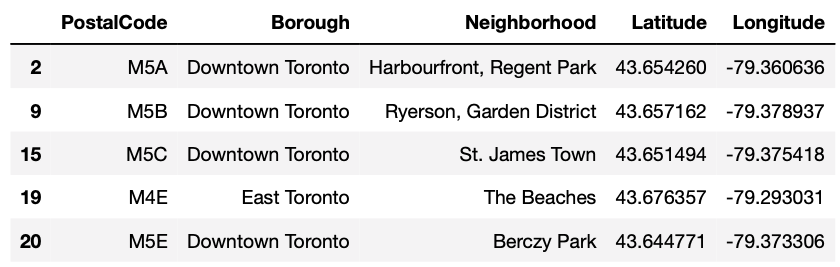 PostalCode Borough Neighborhood Latitude Longitude
2 M5A Downtown Toronto Harbourfront, Regent Park 43.654260 -79.360636
9 M5B Downtown Toronto Ryerson, Garden District 43.657162 -79.378937
15 M5C Downtown Toronto St. James Town 43.651494 -79.375418
19 M4E East Toronto The Beaches 43.676357 -79.293031
20 M5E Downtown Toronto Berczy Park 43.644771 -79.373306